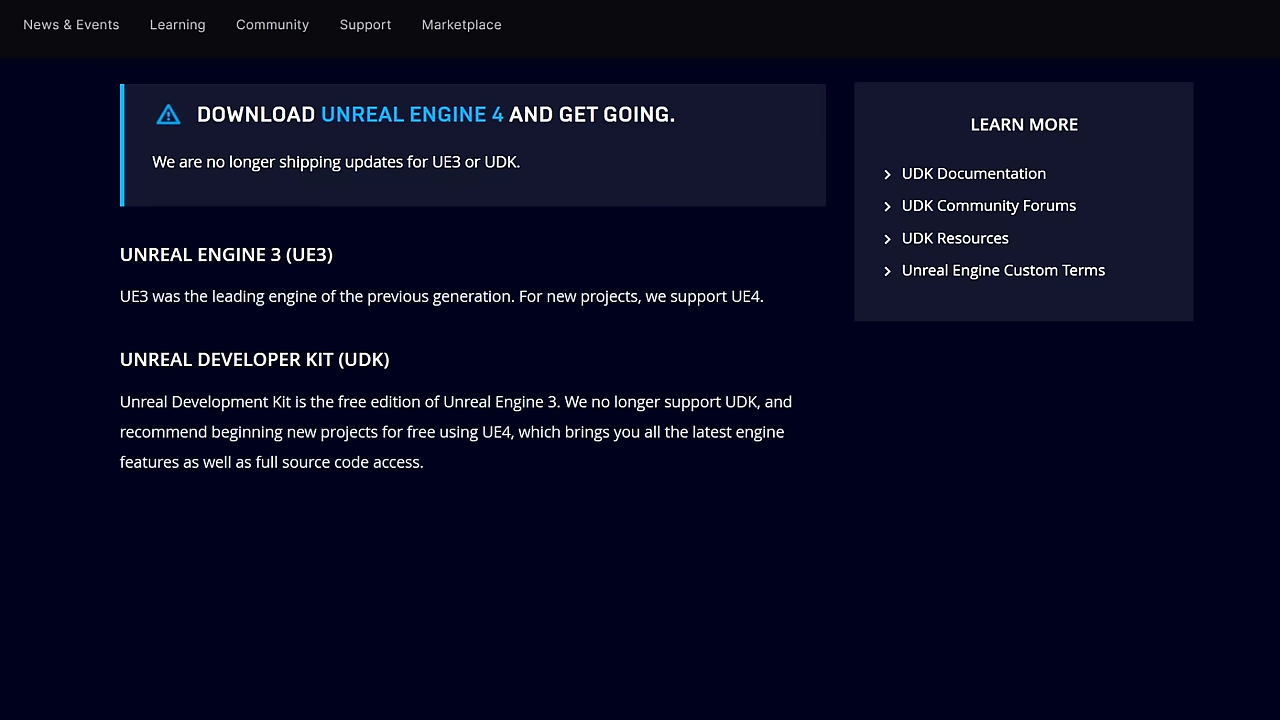 News & Events Learning Community Support Marketplace
DOWNLOAD UNREAL ENGINE 4 AND GET GOING.
We are no longer shipping updates for UE3 or UDK.
UNREAL ENGINE 3 (UE3)
UE3 was the leading engine of the previous generation. For new projects, we support UE4.
UNREAL DEVELOPER KIT (UDK)
Unreal Development Kit is the free edition of Unreal Engine 3. We no longer support UDK, and
recommend beginning new projects for free using UE4, which brings you all the latest engine
features as well as full source code access.
LEARN MORE
UDK Documentation
UDK Community Forums
UDK Resources
Unreal Engine Custom Terms